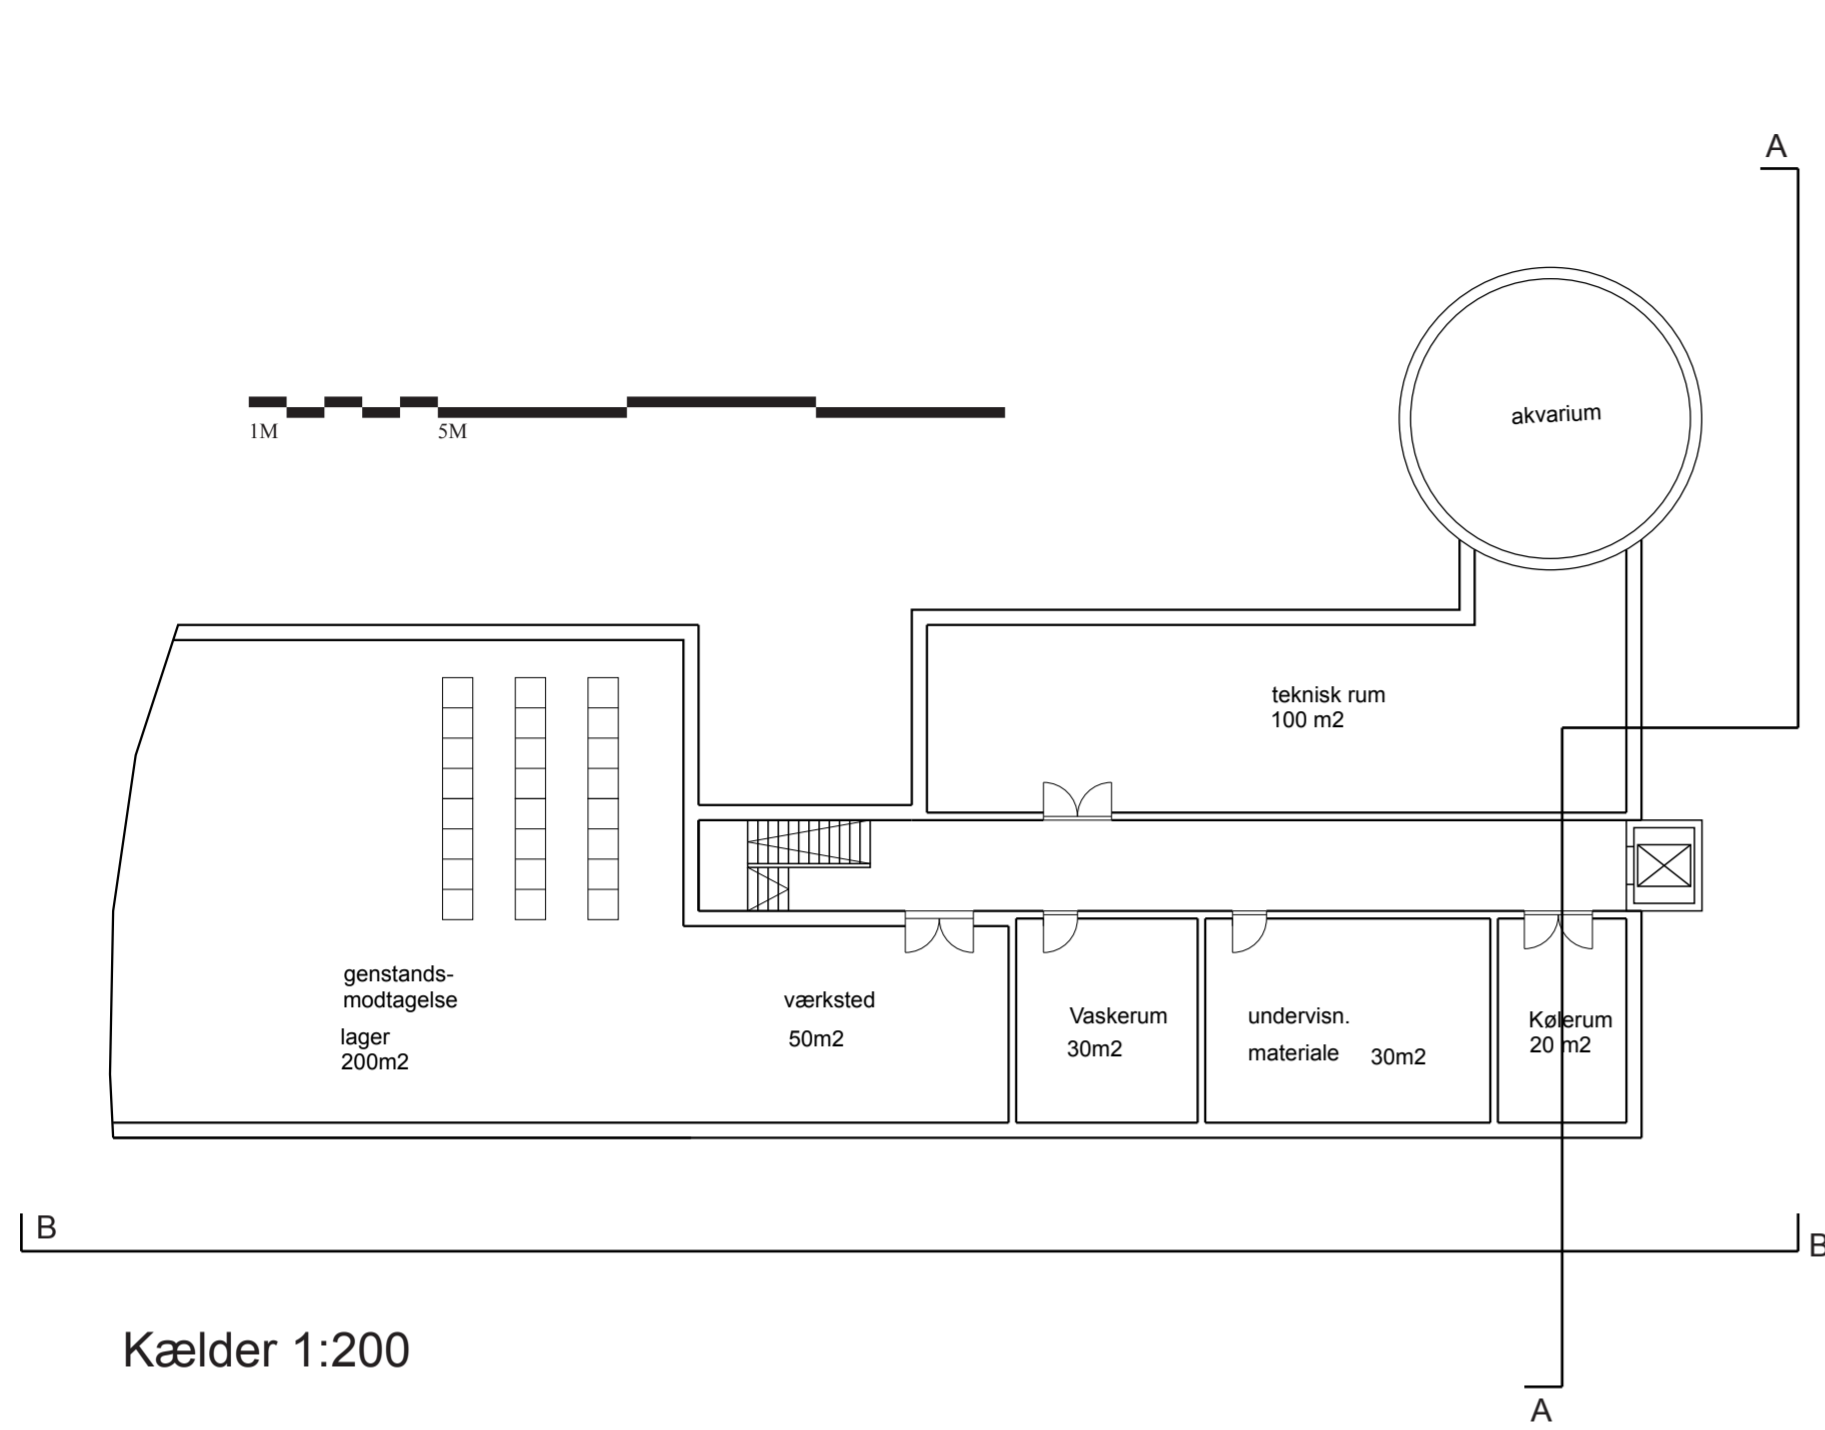 A
akvarium
1M 5M
teknisk rum
100 m2
genstands-
modtagelse
lager
200m2
værksted
50m2
Vaskerum
30m2
undervisn.
materiale 30m2
Kølerum
20 m2
B
B
Kælder 1:200
A